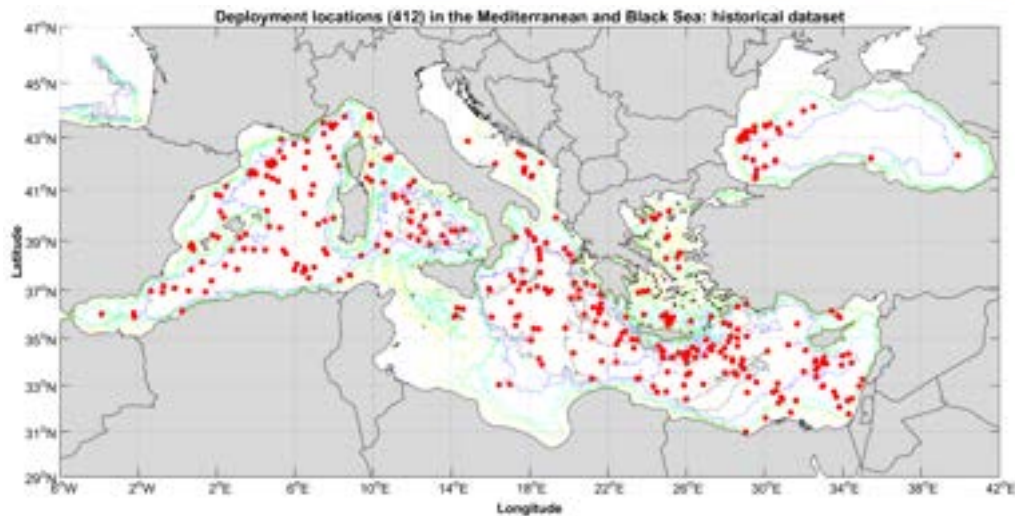 Deployment locations (412) in the Mediterranean and Black Sea: historical dataset
47°N
45°N
43°N
41°N
39°N
37°N
35°N
33°N
31°N
29°N
Latitude
6°W 2°W 2°E 6°E 10°E 14°E 18°E 22°E 26°E 30°E 34°E 38°E 42°E
Longitude